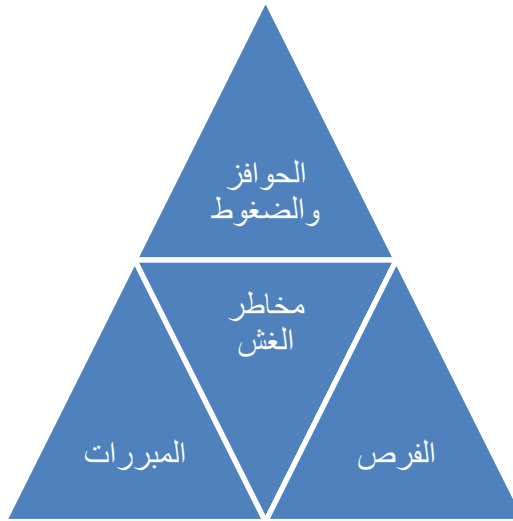 الحوافز
والضغوط
مخاطر
الغش
الفرص
المبررات